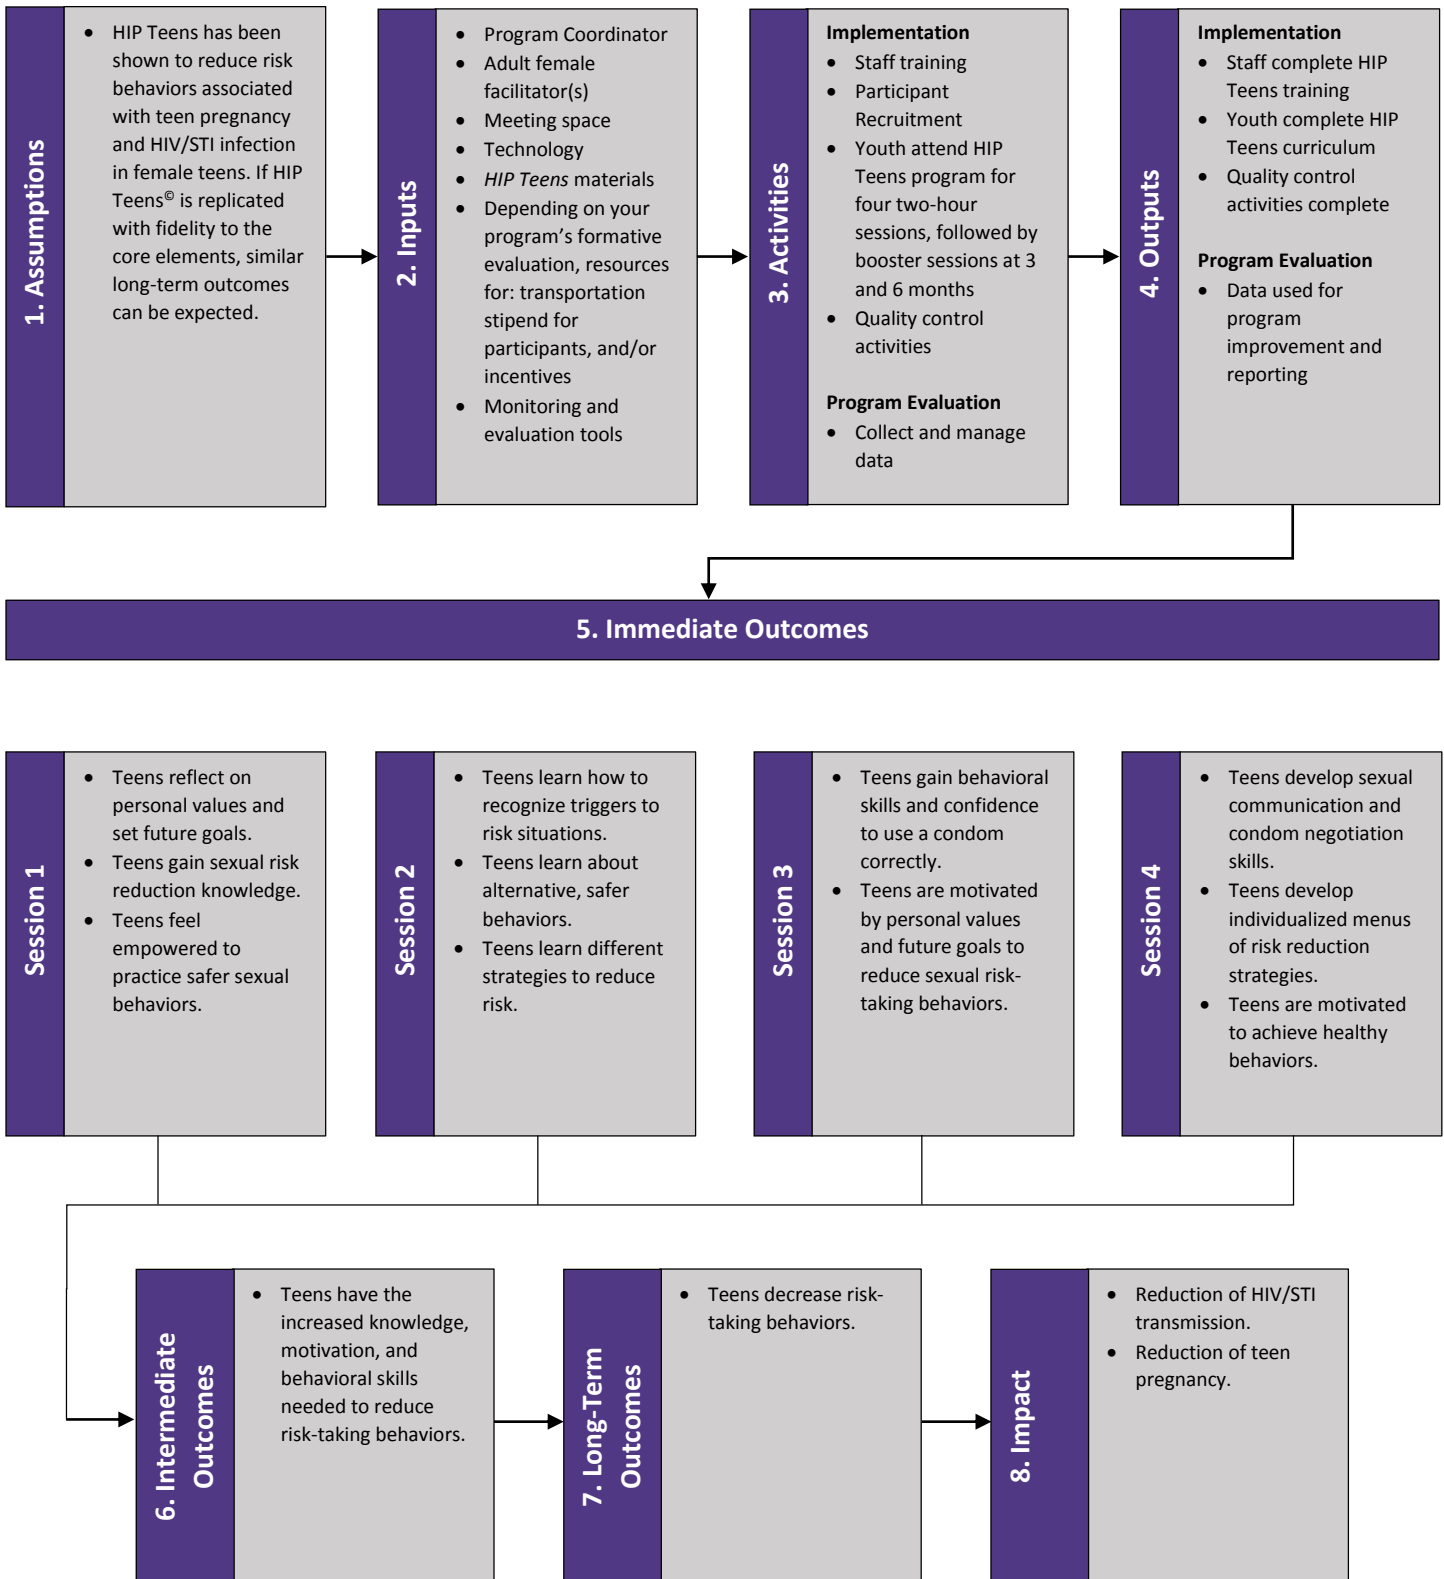 1. Assumptions
• HIP Teens has been
shown to reduce risk
behaviors associated
with teen pregnancy
and HIV/STI infection
in female teens. If HIP
Teens© is replicated
with fidelity to the
core elements, similar
long-term outcomes
can be expected.
2. Inputs
• Program Coordinator
• Adult female
facilitator(s)
• Meeting space
• Technology
• HIP Teens materials
• Depending on your
program’s formative
evaluation, resources
for: transportation
stipend for
participants, and/or
incentives
• Monitoring and
evaluation tools
3. Activities
Implementation
• Staff training
• Participant
Recruitment
• Youth attend HIP
Teens program for
four two-hour
sessions, followed by
booster sessions at 3
and 6 months
• Quality control
activities
Program Evaluation
• Collect and manage
data
4. Outputs
Implementation
• Staff complete HIP
Teens training
• Youth complete HIP
Teens curriculum
• Quality control
activities complete
Program Evaluation
• Data used for
program
improvement and
reporting
5. Immediate Outcomes
Session 1
• Teens reflect on
personal values and
set future goals.
• Teens gain sexual risk
reduction knowledge.
• Teens feel
empowered to
practice safer sexual
behaviors.
Session 2
• Teens learn how to
recognize triggers to
risk situations.
• Teens learn about
alternative, safer
behaviors.
• Teens learn different
strategies to reduce
risk.
Session 3
• Teens gain behavioral
skills and confidence
to use a condom
correctly.
• Teens are motivated
by personal values
and future goals to
reduce sexual risk-
taking behaviors.
Session 4
• Teens develop sexual
communication and
condom negotiation
skills.
• Teens develop
individualized menus
of risk reduction
strategies.
• Teens are motivated
to achieve healthy
behaviors.
6. Intermediate
Outcomes
• Teens have the
increased knowledge,
motivation, and
behavioral skills
needed to reduce
risk-taking behaviors.
7. Long-Term
Outcomes
• Teens decrease risk-
taking behaviors.
8. Impact
• Reduction of HIV/STI
transmission.
• Reduction of teen
pregnancy.